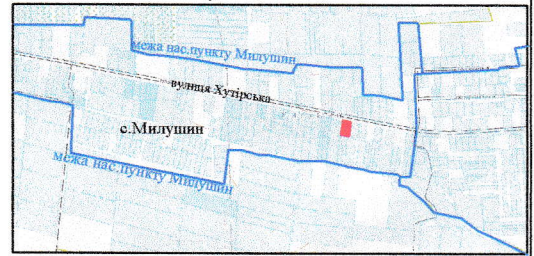 межа нас.пункту Милушин
вулиця Хутірська
с.Милушин
межа нас.пункту Милушин